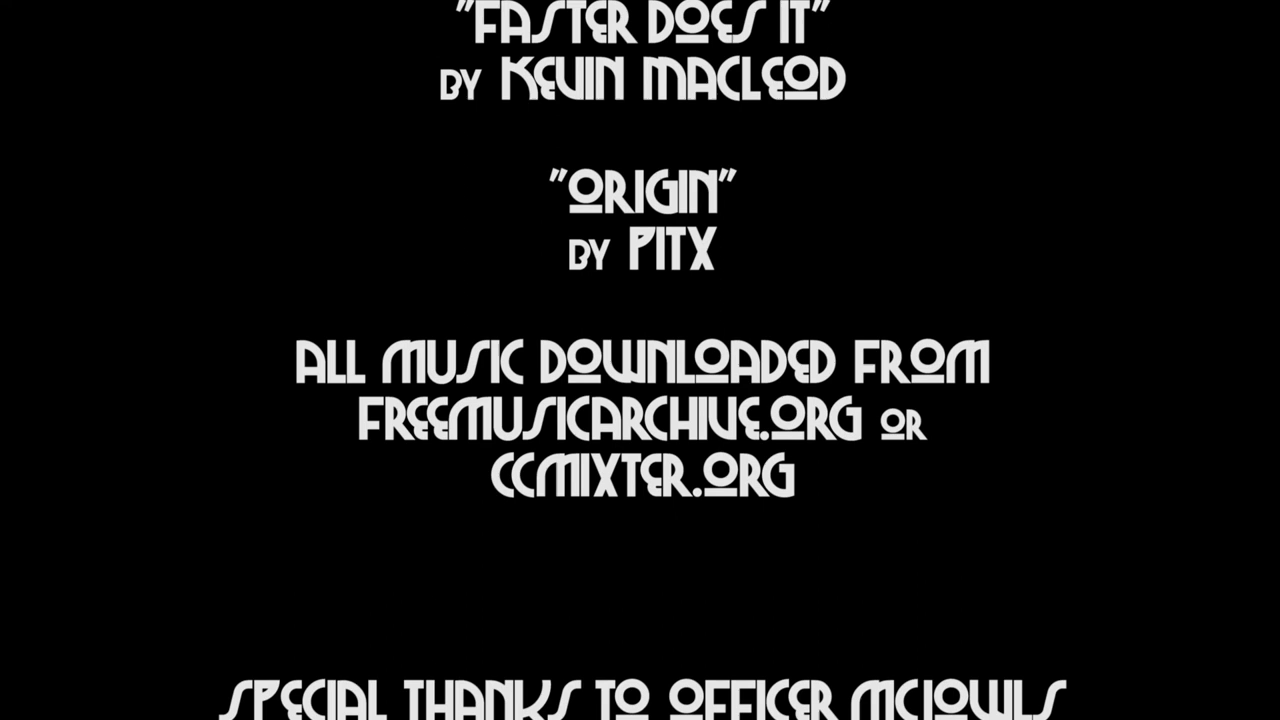 "FASTER DOES IT"
BY KEVIN MACLEOD
"ORIGIN"
BY PITX
ALL MUSIC DOWNLOADED FROM
FREEMUSICARCHIVE.ORG OR
CCMIXTER.ORG
SPECIAL THANKS TO OFFICER MCJOWLS